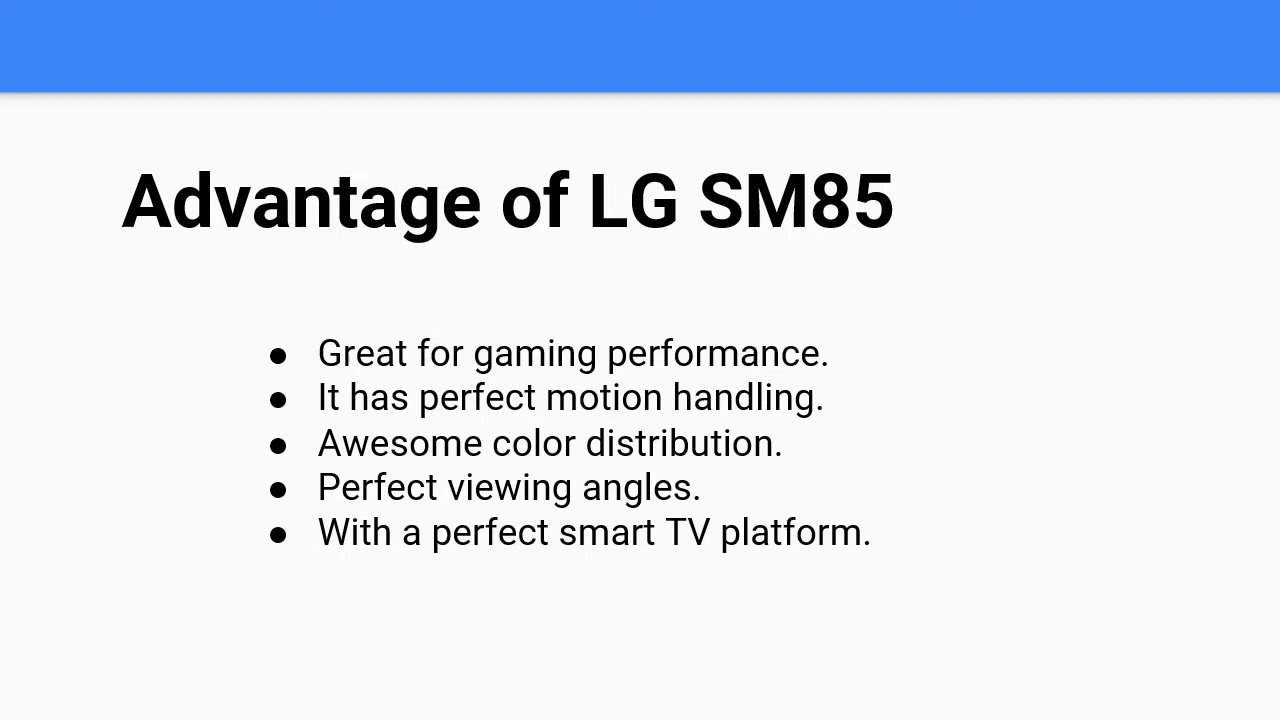 Advantage of LG SM85
● Great for gaming performance.
● It has perfect motion handling.
● Awesome color distribution.
● Perfect viewing angles.
● With a perfect smart TV platform.